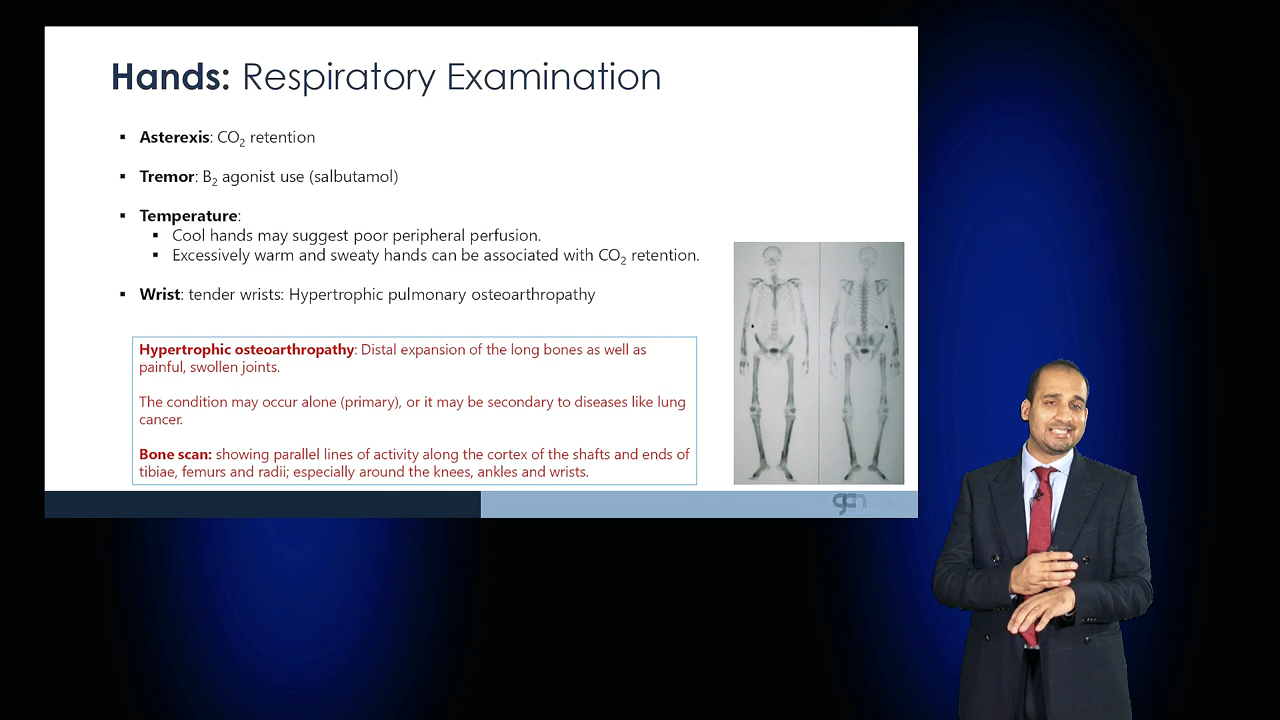 Hands: Respiratory Examination
Asterexis: CO₂ retention
Tremor: B₂ agonist use (salbutamol)
Temperature:
Cool hands may suggest poor peripheral perfusion.
Excessively warm and sweaty hands can be associated with CO₂ retention.
Wrist: tender wrists: Hypertrophic pulmonary osteoarthropathy
Hypertrophic osteoarthropathy: Distal expansion of the long bones as well as
painful, swollen joints.
The condition may occur alone (primary), or it may be secondary to diseases like lung
cancer.
Bone scan: showing parallel lines of activity along the cortex of the shafts and ends of
tibiae, femurs and radii; especially around the knees, ankles and wrists.